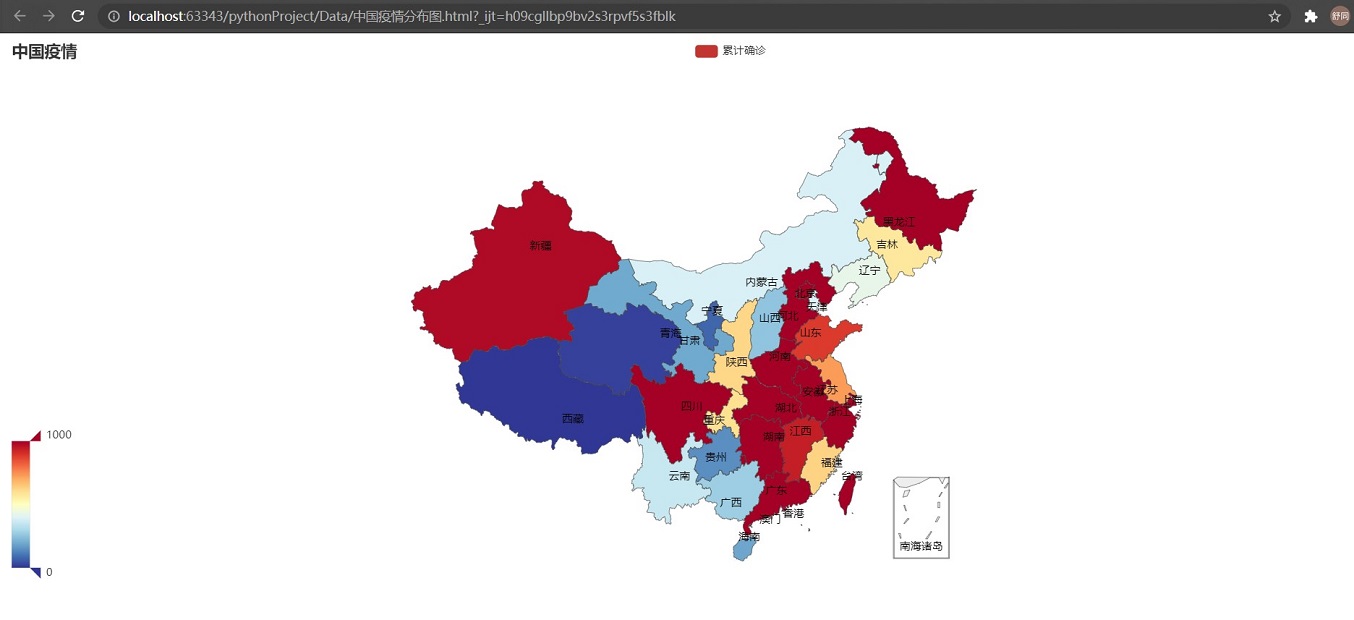 localhost:63343/pythonProject/Data/中国疫情分布图.html?_ijt=h09cgllbp9bv2s3rpvf5s3fblk
舒同
中国疫情
累计确诊
黑龙江
吉林
新疆
辽宁
内蒙古
北京
天津
宁夏
山西
河北
青海
甘肃
山东
河南
陕西
安徽
江苏
上海
西藏
四川
湖北
浙江
重庆
江西
湖南
贵州
福建
云南
台湾
广东
广西
香港
澳门
海南
南海诸岛
1000
0